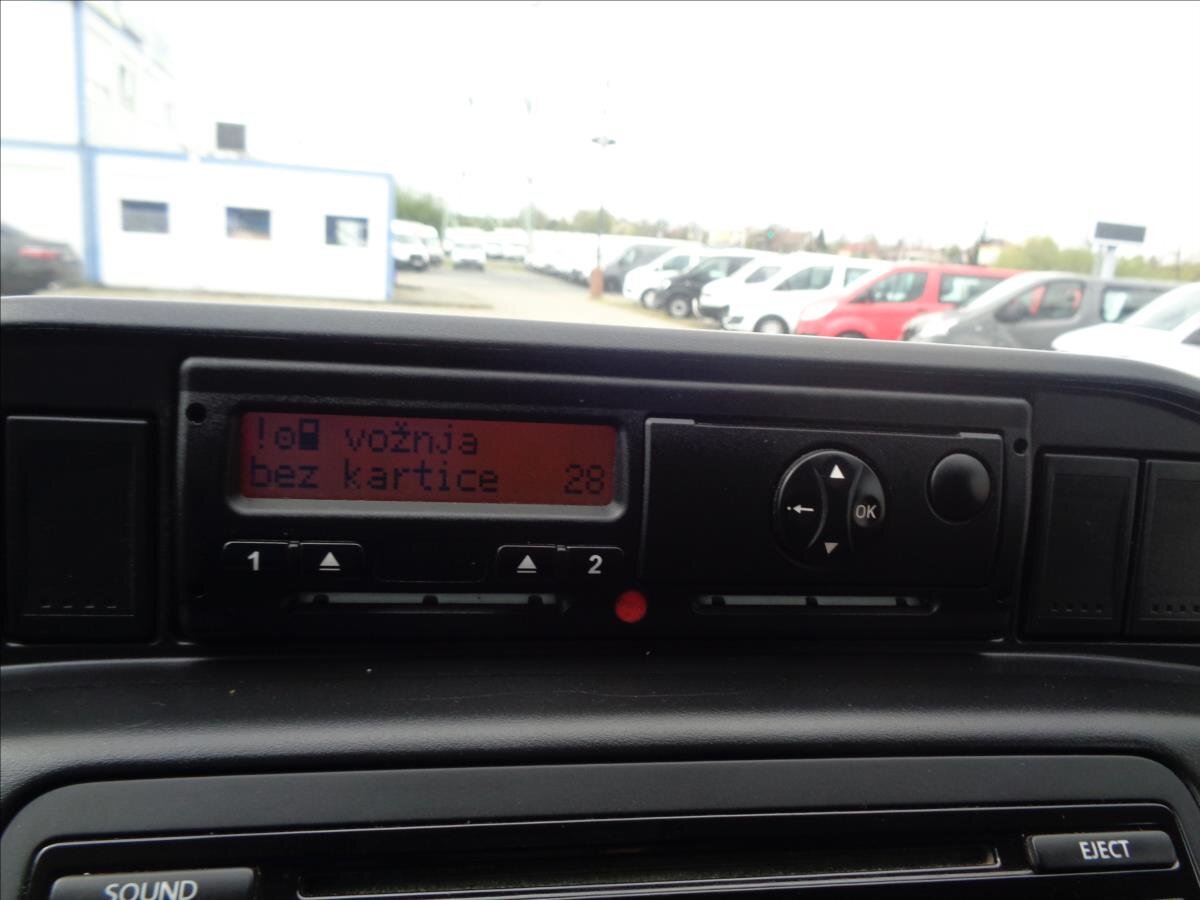 ! vožnja
bez kartice 28
1 2
OK
SOUND EJECT